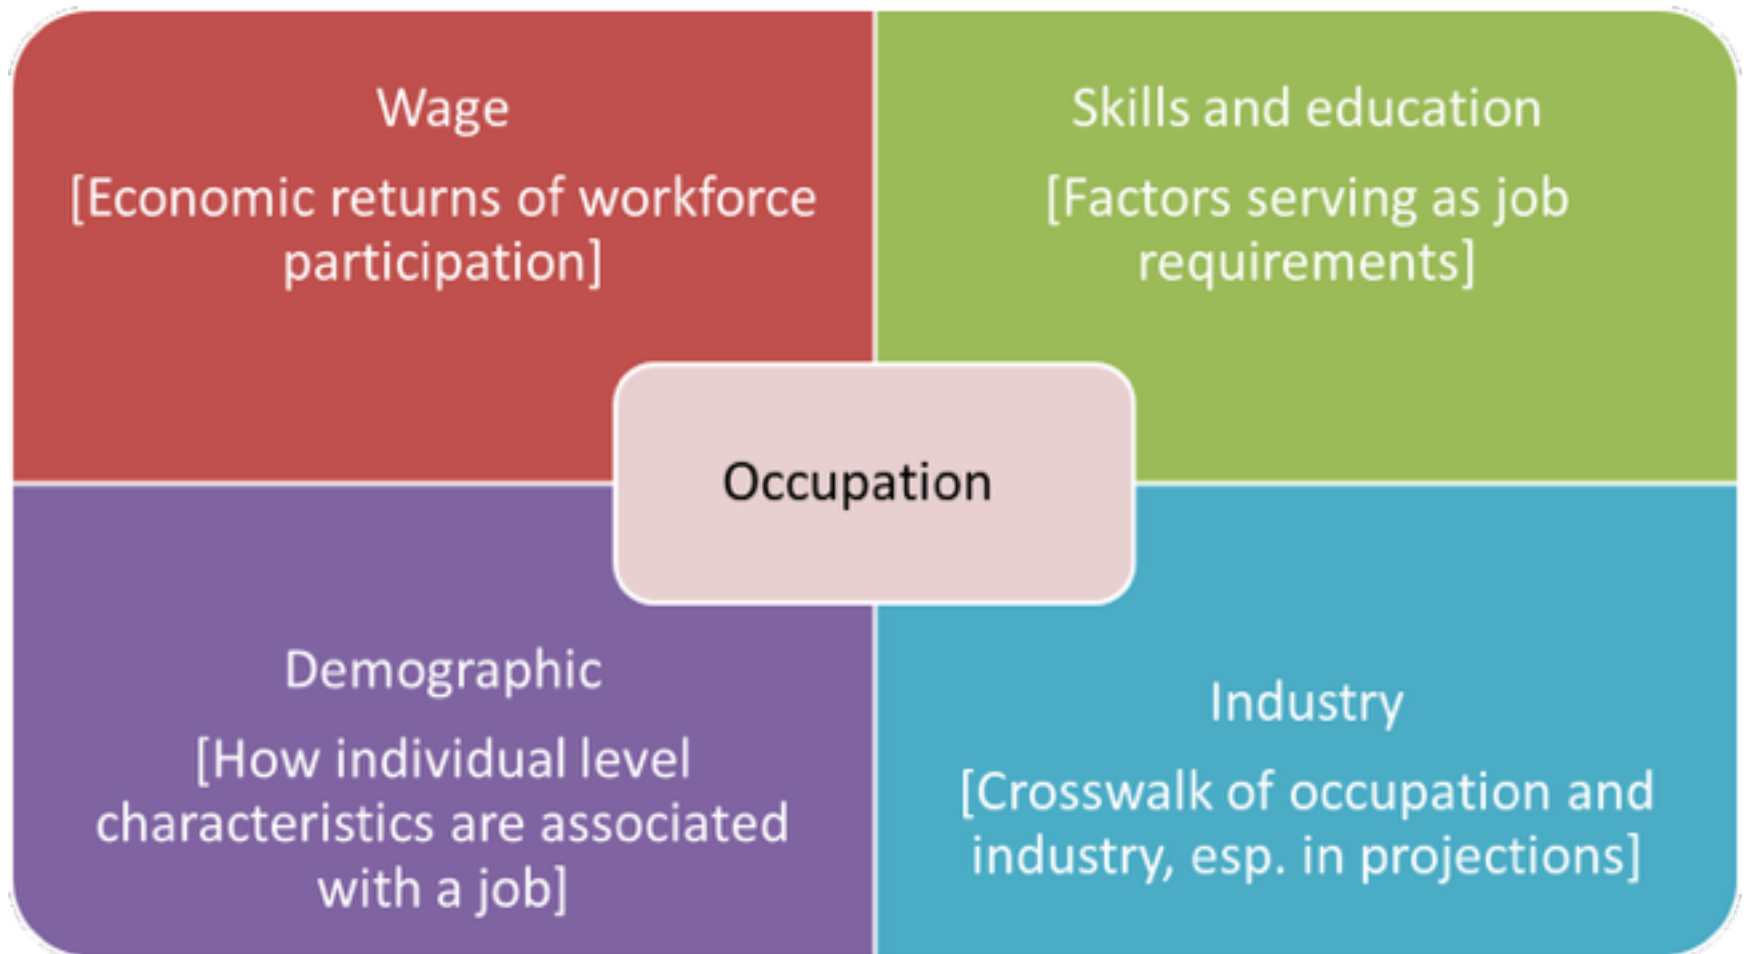 Wage
[Economic returns of workforce
participation]
Skills and education
[Factors serving as job
requirements]
Occupation
Demographic
[How individual level
characteristics are associated
with a job]
Industry
[Crosswalk of occupation and
industry, esp. in projections]